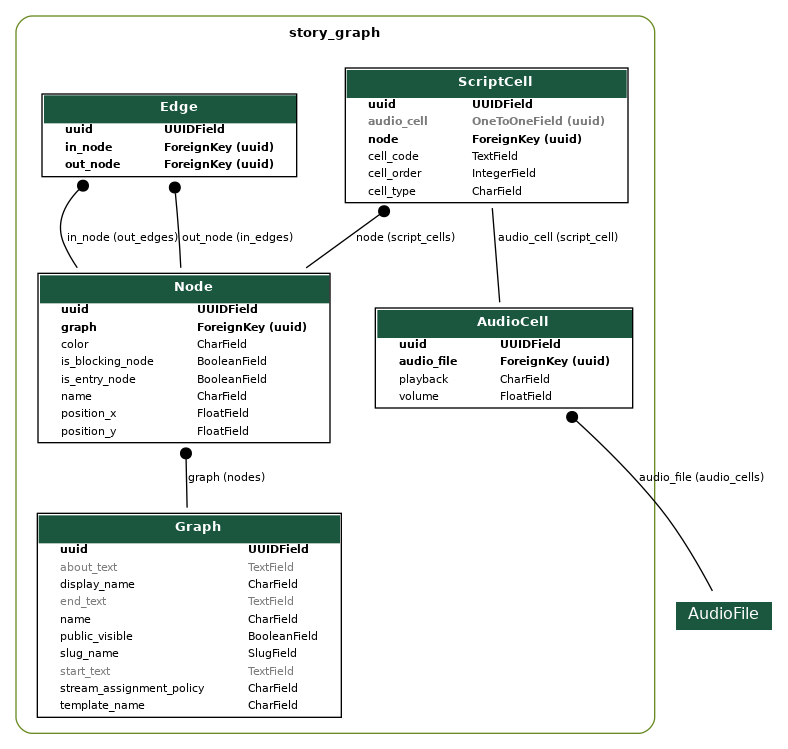 story_graph
Edge
uuid UUIDField
in_node ForeignKey (uuid)
out_node ForeignKey (uuid)
ScriptCell
uuid UUIDField
audio_cell OneToOneField (uuid)
node ForeignKey (uuid)
cell_code TextField
cell_order IntegerField
cell_type CharField
in_node (out_edges)
out_node (in_edges)
node (script_cells)
audio_cell (script_cell)
Node
uuid UUIDField
graph ForeignKey (uuid)
color CharField
is_blocking_node BooleanField
is_entry_node BooleanField
name CharField
position_x FloatField
position_y FloatField
AudioCell
uuid UUIDField
audio_file ForeignKey (uuid)
playback CharField
volume FloatField
graph (nodes)
audio_file (audio_cells)
Graph
uuid UUIDField
about_text TextField
display_name CharField
end_text TextField
name CharField
public_visible BooleanField
slug_name SlugField
start_text TextField
stream_assignment_policy CharField
template_name CharField
AudioFile